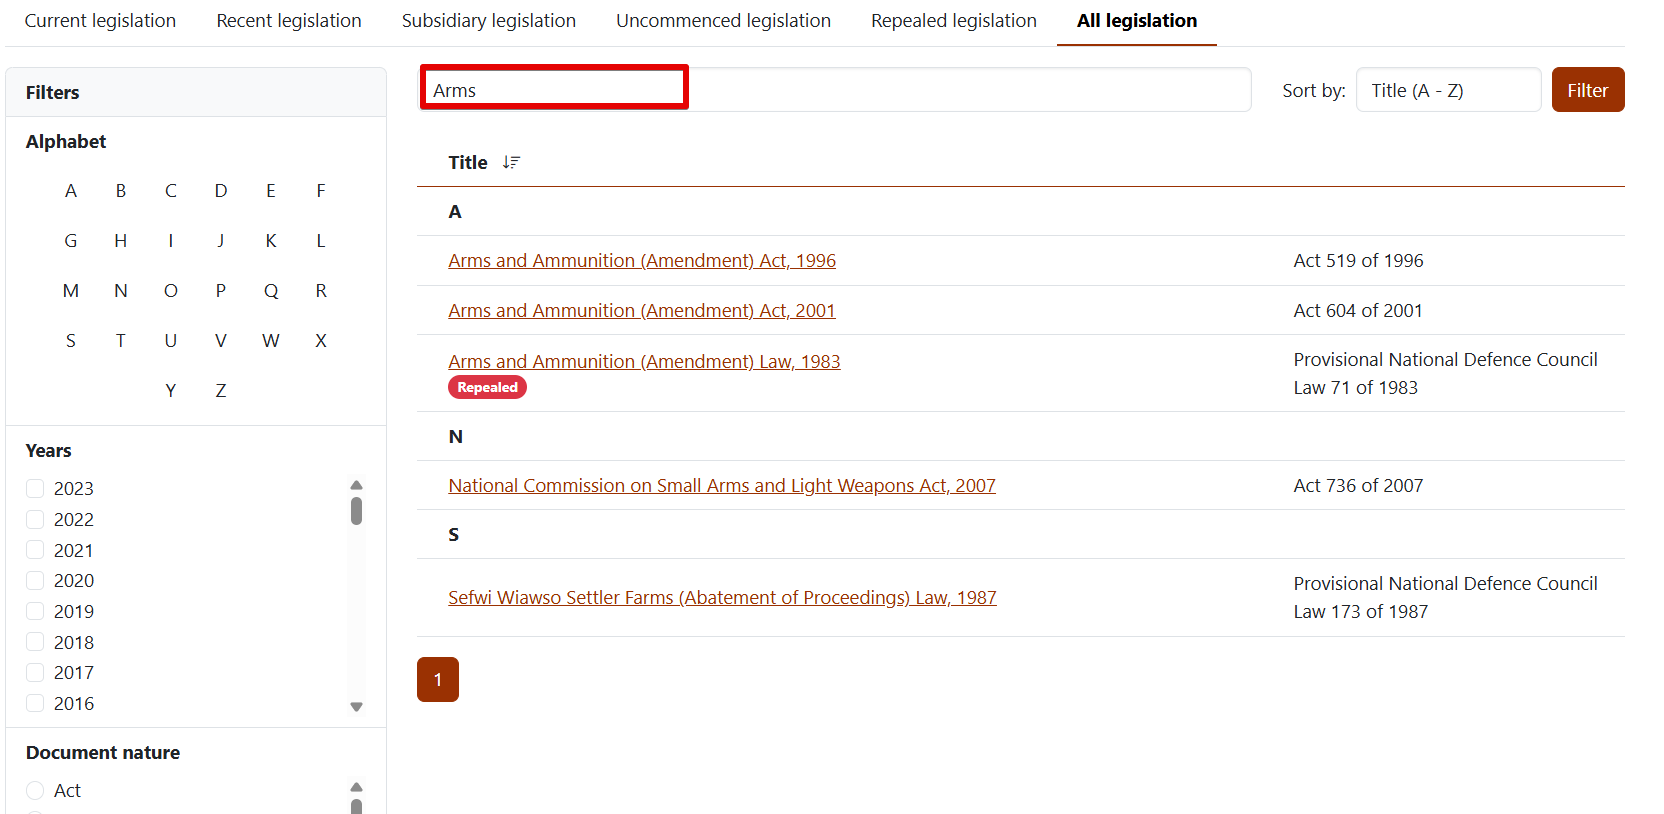 Current legislation Recent legislation Subsidiary legislation Uncommenced legislation Repealed legislation All legislation
Filters
Alphabet
A B C D E F
G H I J K L
M N O P Q R
S T U V W X
Y Z
Years
2023
2022
2021
2020
2019
2018
2017
2016
Document nature
Act
Arms
Sort by: Title (A - Z) Filter
Title
A
Arms and Ammunition (Amendment) Act, 1996 Act 519 of 1996
Arms and Ammunition (Amendment) Act, 2001 Act 604 of 2001
Arms and Ammunition (Amendment) Law, 1983
Repealed
Provisional National Defence Council
Law 71 of 1983
N
National Commission on Small Arms and Light Weapons Act, 2007 Act 736 of 2007
S
Sefwi Wiawso Settler Farms (Abatement of Proceedings) Law, 1987
Provisional National Defence Council
Law 173 of 1987
1